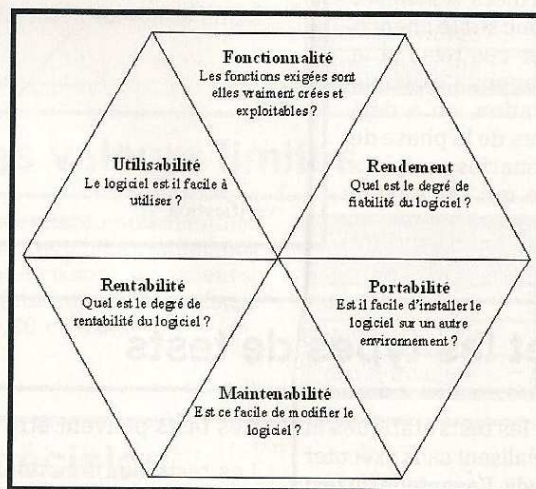 Fonctionnalité
Les fonctions exigées sont
elles vraiment crées et
exploitables ?
Utilisabilité
Le logiciel est il facile à
utiliser ?
Rendement
Quel est le degré de
fiabilité du logiciel ?
Rentabilité
Quel est le degré de
rentabilité du logiciel ?
Portabilité
Est il facile d'installer le
logiciel sur un autre
environnement ?
Maintenabilité
Est ce facile de modifier le
logiciel ?